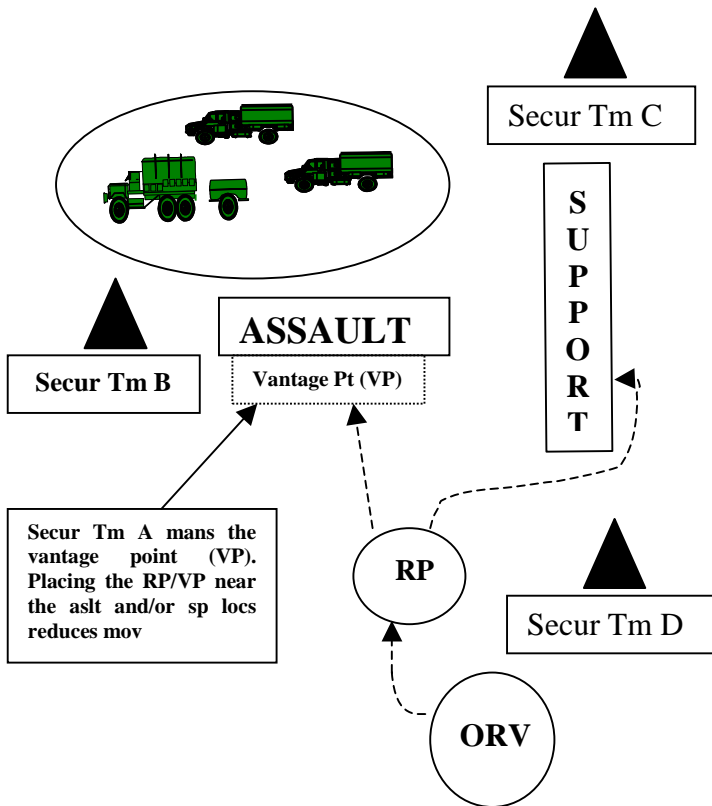 Secur Tm C
S
U
P
P
O
R
T
ASSAULT
Vantage Pt (VP)
Secur Tm B
Secur Tm A mans the
vantage point (VP).
Placing the RP/VP near
the aslt and/or sp locs
reduces mov
RP
Secur Tm D
ORV